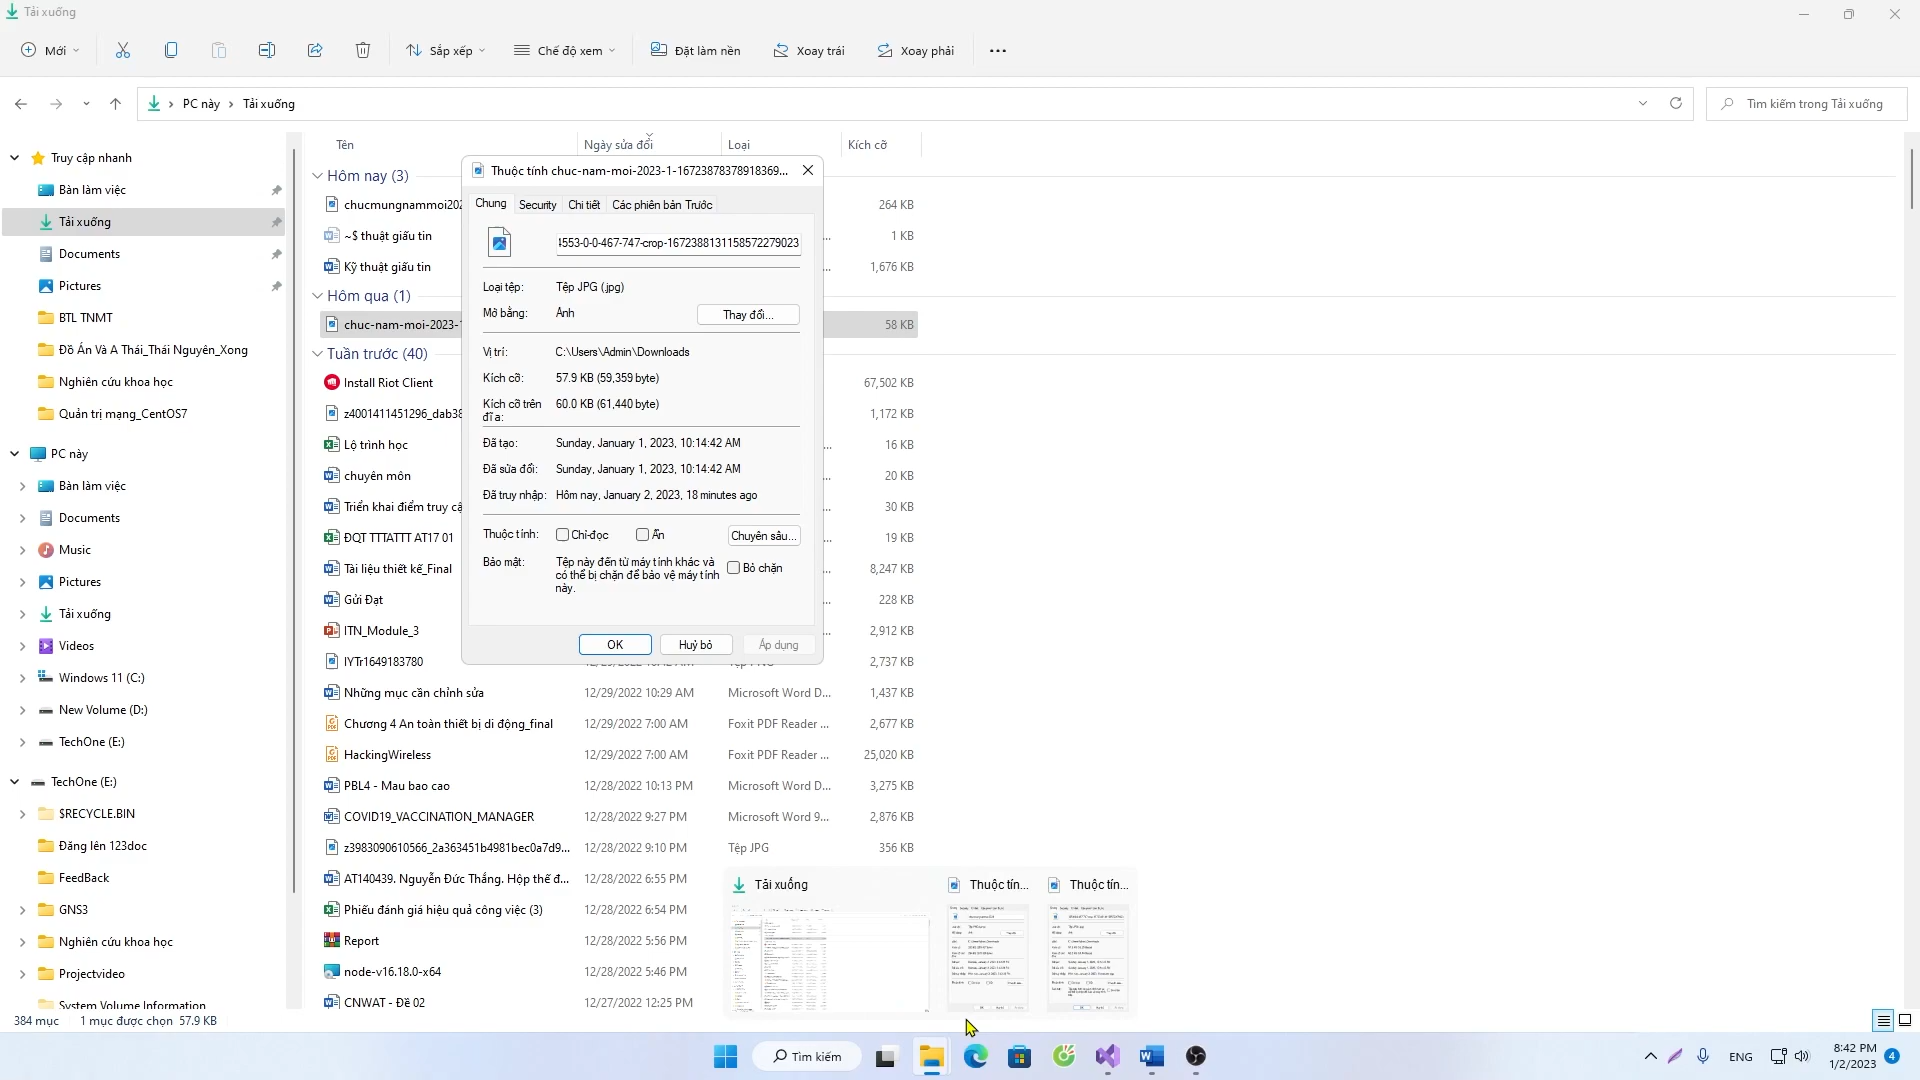 Tải xuống
Mới
Sắp xếp
Chế độ xem
Đặt làm nền
Xoay trái
Xoay phải
PC này > Tải xuống
Tìm kiếm trong Tải xuống
Truy cập nhanh
Bàn làm việc
Tải xuống
Documents
Pictures
BTL TNMT
Đồ Án Và A Thái_Thái Nguyên_Xong
Nghiên cứu khoa học
Quản trị mạng_CentOS7
PC này
Bàn làm việc
Documents
Music
Pictures
Tải xuống
Videos
Windows 11 (C:)
New Volume (D:)
TechOne (E:)
TechOne (E:)
$RECYCLE.BIN
Đăng lên 123doc
FeedBack
GNS3
Nghiên cứu khoa học
Projectvideo
System Volume Information
Tên Ngày sửa đổi Loại Kích cỡ
Hôm nay (3)
chucmungnammoi202 264 KB
~$ thuật giấu tin ... 1 KB
Kỹ thuật giấu tin ... 1,676 KB
Hôm qua (1)
chuc-nam-moi-2023-1 58 KB
Tuần trước (40)
Install Riot Client 67,502 KB
z4001411451296_dab38 1,172 KB
Lộ trình học ... 16 KB
chuyên môn ... 20 KB
Triển khai điểm truy cậ ... 30 KB
ĐQT TTTATTT AT17 01 ... 19 KB
Tài liệu thiết kế_Final ... 8,247 KB
Gửi Đạt ... 228 KB
ITN_Module_3 ... 2,912 KB
IYTr1649183780 2,737 KB
Những mục cần chỉnh sửa 12/29/2022 10:29 AM Microsoft Word D... 1,437 KB
Chương 4 An toàn thiết bị di động_final 12/29/2022 7:00 AM Foxit PDF Reader ... 2,677 KB
HackingWireless 12/29/2022 7:00 AM Foxit PDF Reader ... 25,020 KB
PBL4 - Mau bao cao 12/28/2022 10:13 PM Microsoft Word D... 3,275 KB
COVID19_VACCINATION_MANAGER 12/28/2022 9:27 PM Microsoft Word 9... 2,876 KB
z3983090610566_2a363451b4981bec0a7d9... 12/28/2022 9:10 PM Tệp JPG 356 KB
AT140439. Nguyễn Đức Thắng. Hộp thế đ... 12/28/2022 6:55 PM
Phiếu đánh giá hiệu quả công việc (3) 12/28/2022 6:54 PM
Report 12/28/2022 5:56 PM
node-v16.18.0-x64 12/28/2022 5:46 PM
CNWAT - Đề 02 12/27/2022 12:25 PM
Thuộc tính chuc-nam-moi-2023-1-16723878378918369...
Chung Security Chi tiết Các phiên bản Trước
4553-0-0-467-747-crop-1672388131158572279023
Loại tệp: Tệp JPG (.jpg)
Mở bằng: Ảnh Thay đổi...
Vị trí: C:\Users\Admin\Downloads
Kích cỡ: 57.9 KB (59,359 byte)
Kích cỡ trên đĩa: 60.0 KB (61,440 byte)
Đã tạo: Sunday, January 1, 2023, 10:14:42 AM
Đã sửa đổi: Sunday, January 1, 2023, 10:14:42 AM
Đã truy nhập: Hôm nay, January 2, 2023, 18 minutes ago
Thuộc tính: Chỉ-đọc Ẩn Chuyên sâu...
Bảo mật: Tệp này đến từ máy tính khác và
có thể bị chặn để bảo vệ máy tính
này.
Bỏ chặn
OK Huỷ bỏ Áp dụng
Tải xuống Thuộc tín... Thuộc tín...
384 mục 1 mục được chọn 57.9 KB
Tìm kiếm
ENG
8:42 PM
1/2/2023
4